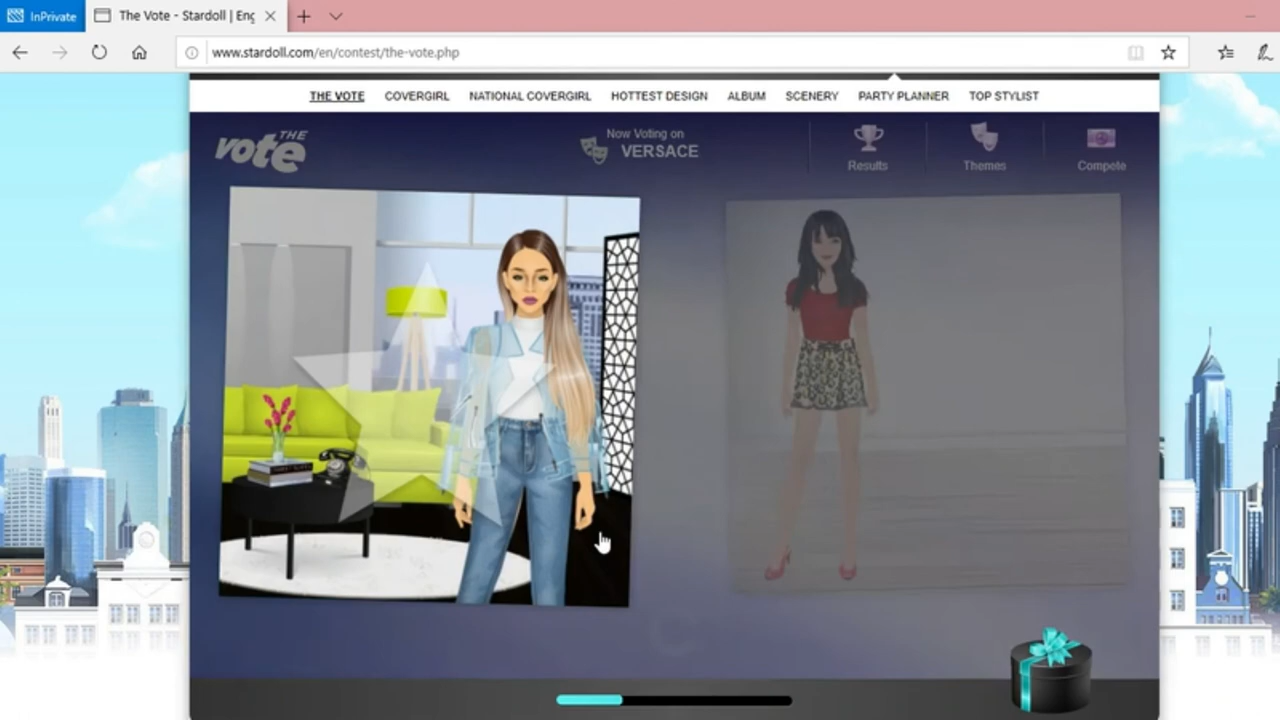 InPrivate
The Vote - Stardoll | Eng
www.stardoll.com/en/contest/the-vote.php
THE VOTE COVERGIRL NATIONAL COVERGIRL HOTTEST DESIGN ALBUM SCENERY PARTY PLANNER TOP STYLIST
THE
vote
Now Voting on
VERSACE
Results
Themes
Compete